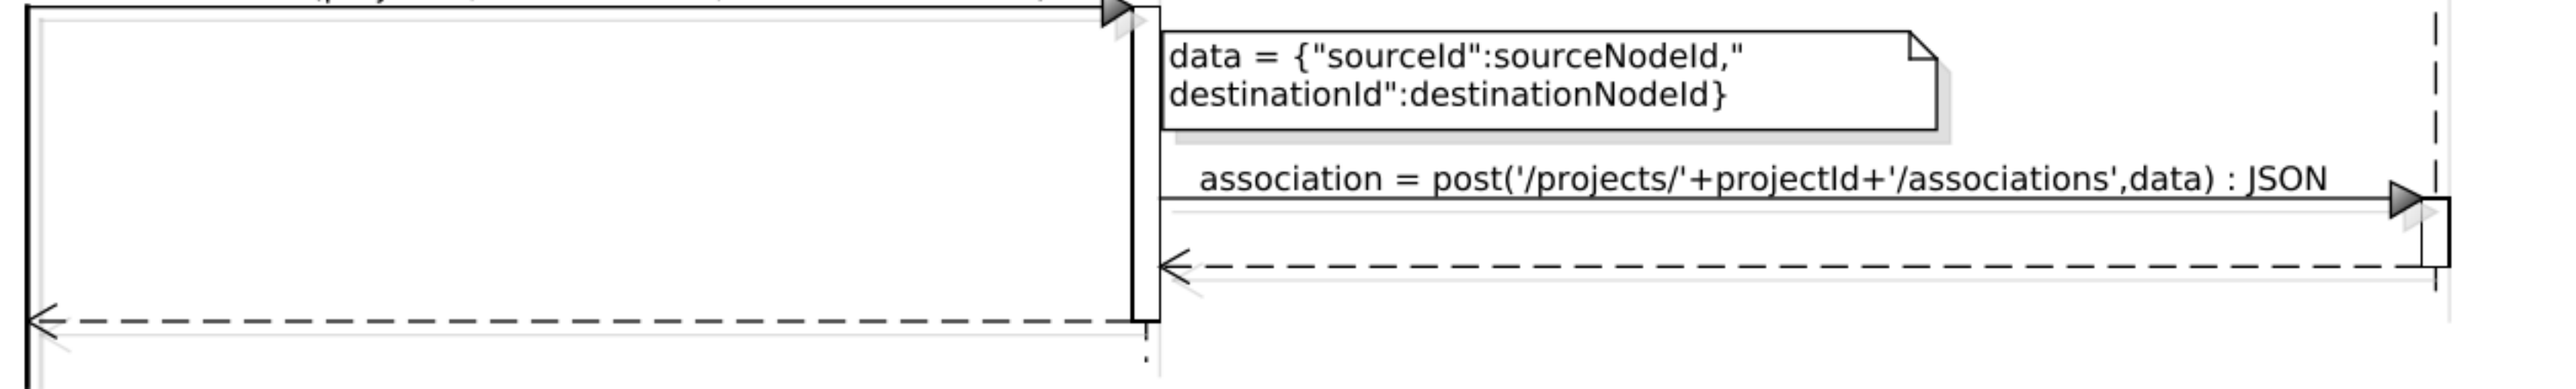 data = {"sourceId":sourceNodeId,"
destinationId":destinationNodeId}
association = post('/projects/'+projectId+'/associations',data) : JSON